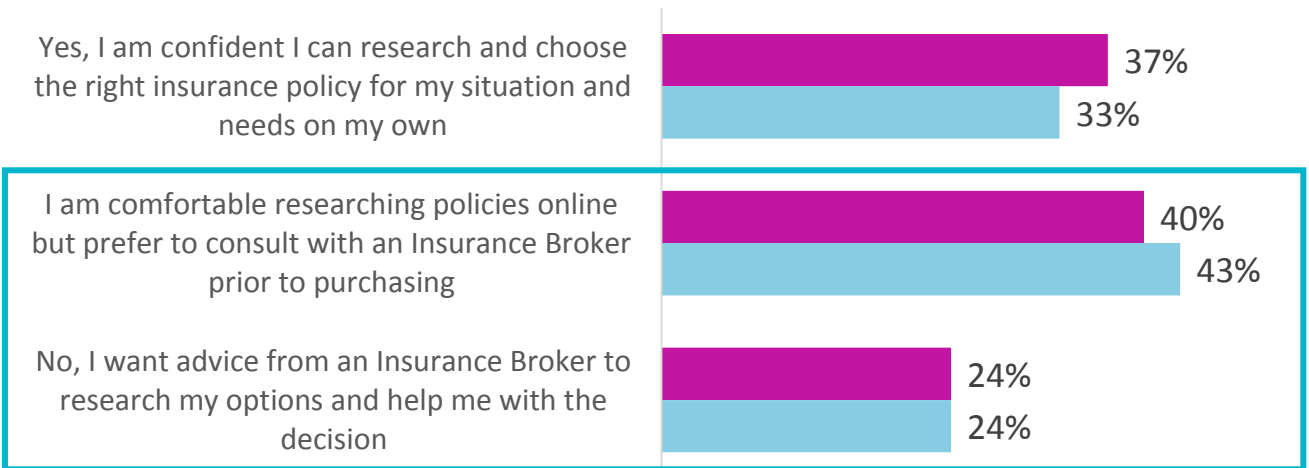 Yes, I am confident I can research and choose
the right insurance policy for my situation and
needs on my own
37%
33%
I am comfortable researching policies online
but prefer to consult with an Insurance Broker
prior to purchasing
40%
43%
No, I want advice from an Insurance Broker to
research my options and help me with the
decision
24%
24%